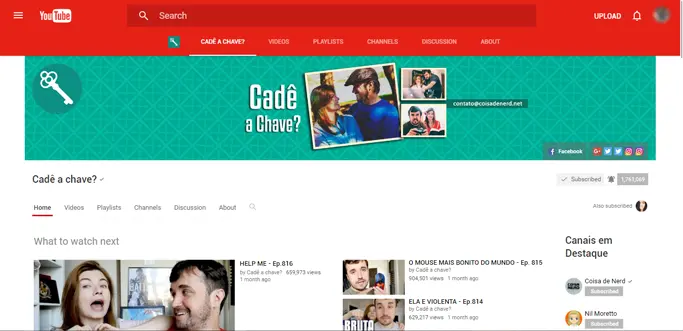 YouTube
Search
UPLOAD
CADÊ A CHAVE? VIDEOS PLAYLISTS CHANNELS DISCUSSION ABOUT
Cadê
a Chave?
contato@coisadenerd.net
Facebook
Cadê a chave?
Subscribed 1,761,069
Home Videos Playlists Channels Discussion About
Also subscribed
What to watch next
HELP ME - Ep.816
by Cadê a chave? 659,973 views
1 month ago
O MOUSE MAIS BONITO DO MUNDO - Ep. 815
by Cadê a chave?
904,501 views 1 month ago
ELA E VIOLENTA - Ep.814
by Cadê a chave?
629,217 views 1 month ago
BRUTA
Canais em
Destaque
Coisa de Nerd
Subscribed
Nil Moretto
Subscribed